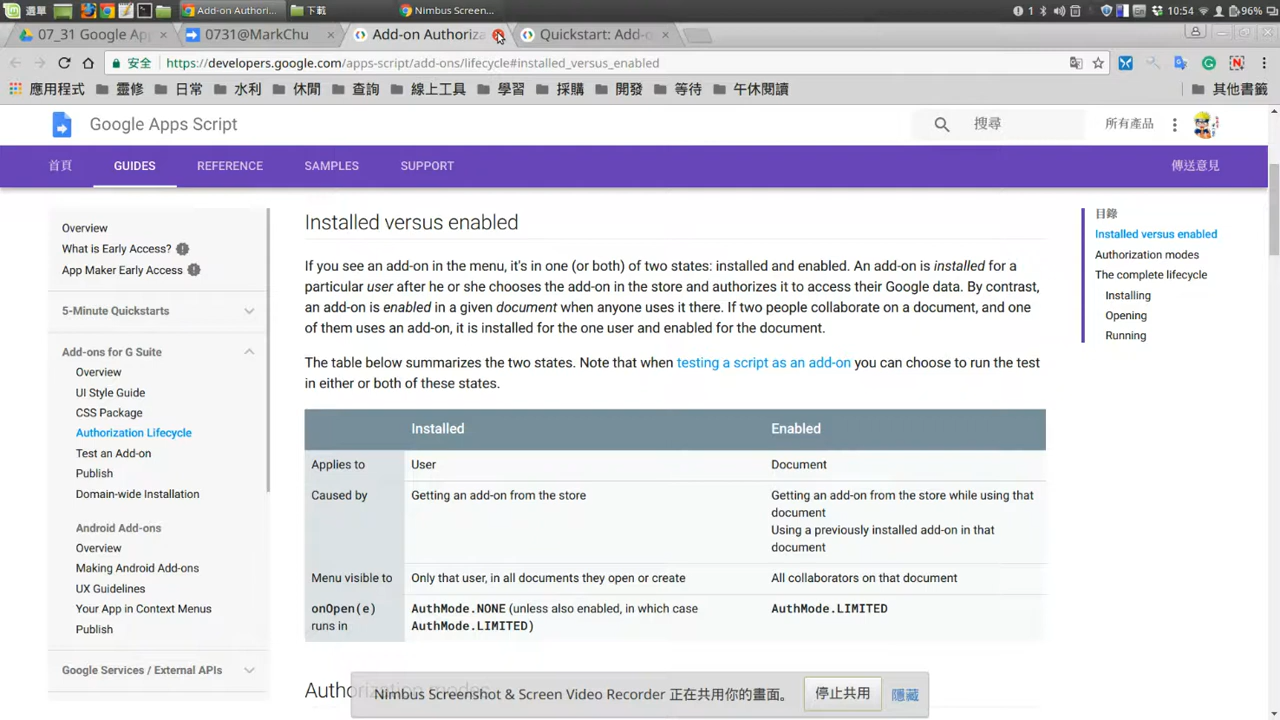 選單
Add-on Authori...
下載
Nimbus Screen...
1
10:54
96%
07_31 Google Ap
0731@MarkChu
Add-on Authoriza
Quickstart: Add-o
安全
https://developers.google.com/apps-script/add-ons/lifecycle#installed_versus_enabled
應用程式
靈修
日常
水利
休閒
查詢
線上工具
學習
採購
開發
等待
午休閱讀
其他書籤
Google Apps Script
搜尋
所有產品
首頁
GUIDES
REFERENCE
SAMPLES
SUPPORT
傳送意見
Overview
What is Early Access?
App Maker Early Access
5-Minute Quickstarts
Add-ons for G Suite
Overview
UI Style Guide
CSS Package
Authorization Lifecycle
Test an Add-on
Publish
Domain-wide Installation
Android Add-ons
Overview
Making Android Add-ons
UX Guidelines
Your App in Context Menus
Publish
Google Services / External APIs
Installed versus enabled
If you see an add-on in the menu, it's in one (or both) of two states: installed and enabled. An add-on is installed for a
particular user after he or she chooses the add-on in the store and authorizes it to access their Google data. By contrast,
an add-on is enabled in a given document when anyone uses it there. If two people collaborate on a document, and one
of them uses an add-on, it is installed for the one user and enabled for the document.
The table below summarizes the two states. Note that when testing a script as an add-on you can choose to run the test
in either or both of these states.
Installed
Enabled
Applies to
User
Document
Caused by
Getting an add-on from the store
Getting an add-on from the store while using that
document
Using a previously installed add-on in that
document
Menu visible to
Only that user, in all documents they open or create
All collaborators on that document
onOpen(e)
runs in
AuthMode.NONE (unless also enabled, in which case
AuthMode.LIMITED)
AuthMode.LIMITED
Authorization modes
目錄
Installed versus enabled
Authorization modes
The complete lifecycle
Installing
Opening
Running
Nimbus Screenshot & Screen Video Recorder 正在共用你的畫面。
停止共用
隱藏